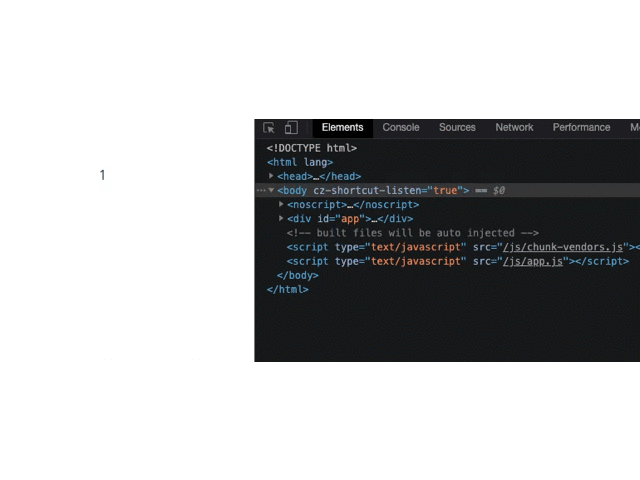 1
Elements Console Sources Network Performance
<!DOCTYPE html>
<html lang>
<head>…</head>
<body cz-shortcut-listen="true"> == $0
<noscript>…</noscript>
<div id="app">…</div>
<!-- built files will be auto injected -->
<script type="text/javascript" src="/js/chunk-vendors.js"><
<script type="text/javascript" src="/js/app.js"></script>
</body>
</html>